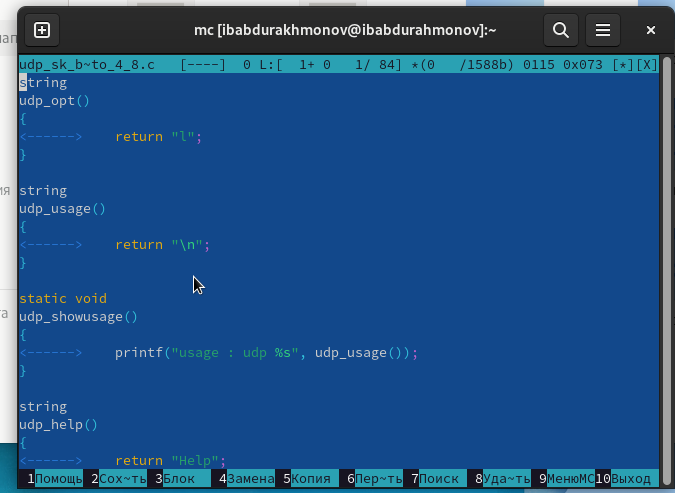 mc [ibabdurakhmonov@ibabdurahmonov]:~
udp_sk_b~to_4_8.c   [----]  0 L:[  1+ 0   1/ 84] *(0   /1588b) 0115 0x073 [*][X]
string
udp_opt()
{
<------>    return "l";
}
string
udp_usage()
{
<------>    return "\n";
}
static void
udp_showusage()
{
<------>    printf("usage : udp %s", udp_usage());
}
string
udp_help()
{
<------>    return "Help";
1Помощь 2Сох~ть 3Блок 4Замена 5Копия 6Пер~ть 7Поиск 8Уда~ть 9МенюMC 10Выход